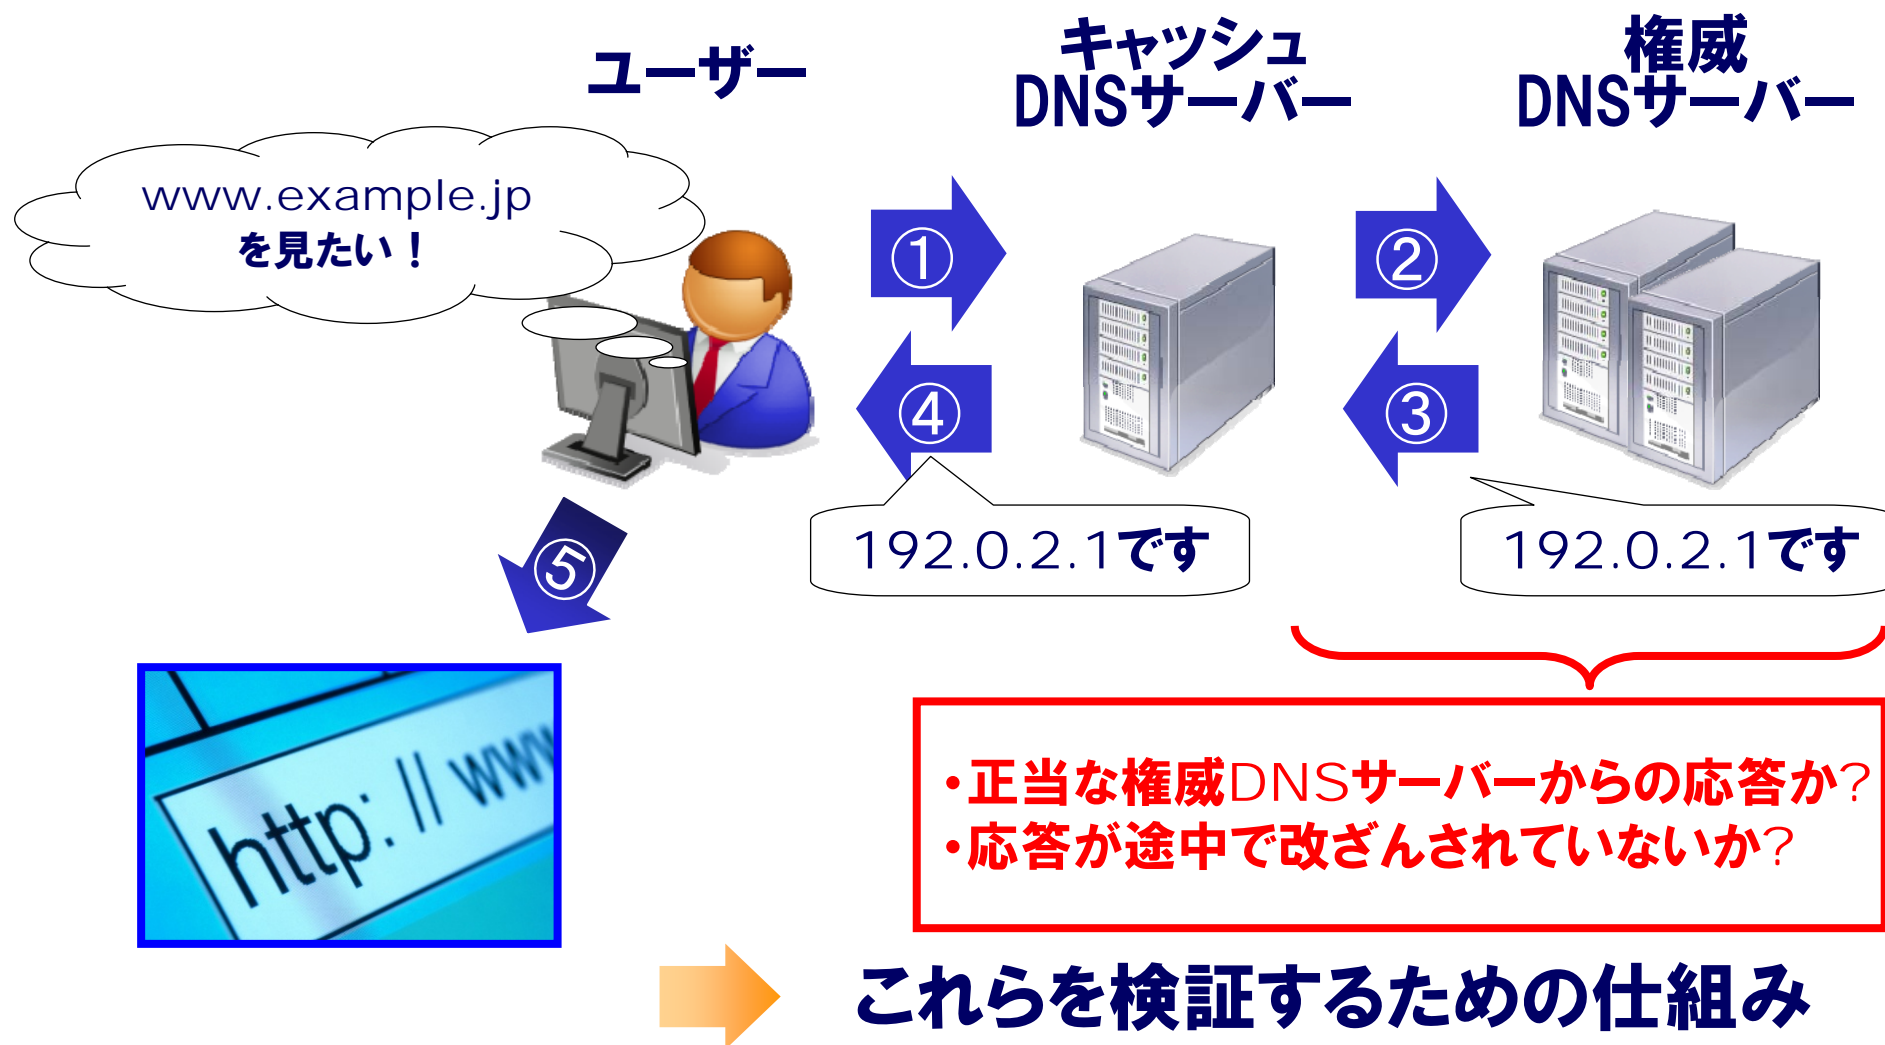 ユーザー
キャッシュ
DNSサーバー
権威
DNSサーバー
www.example.jp
を見たい！
①
②
④
③
192.0.2.1です
192.0.2.1です
⑤
http://www
・正当な権威DNSサーバーからの応答か?
・応答が途中で改ざんされていないか?
これらを検証するための仕組み